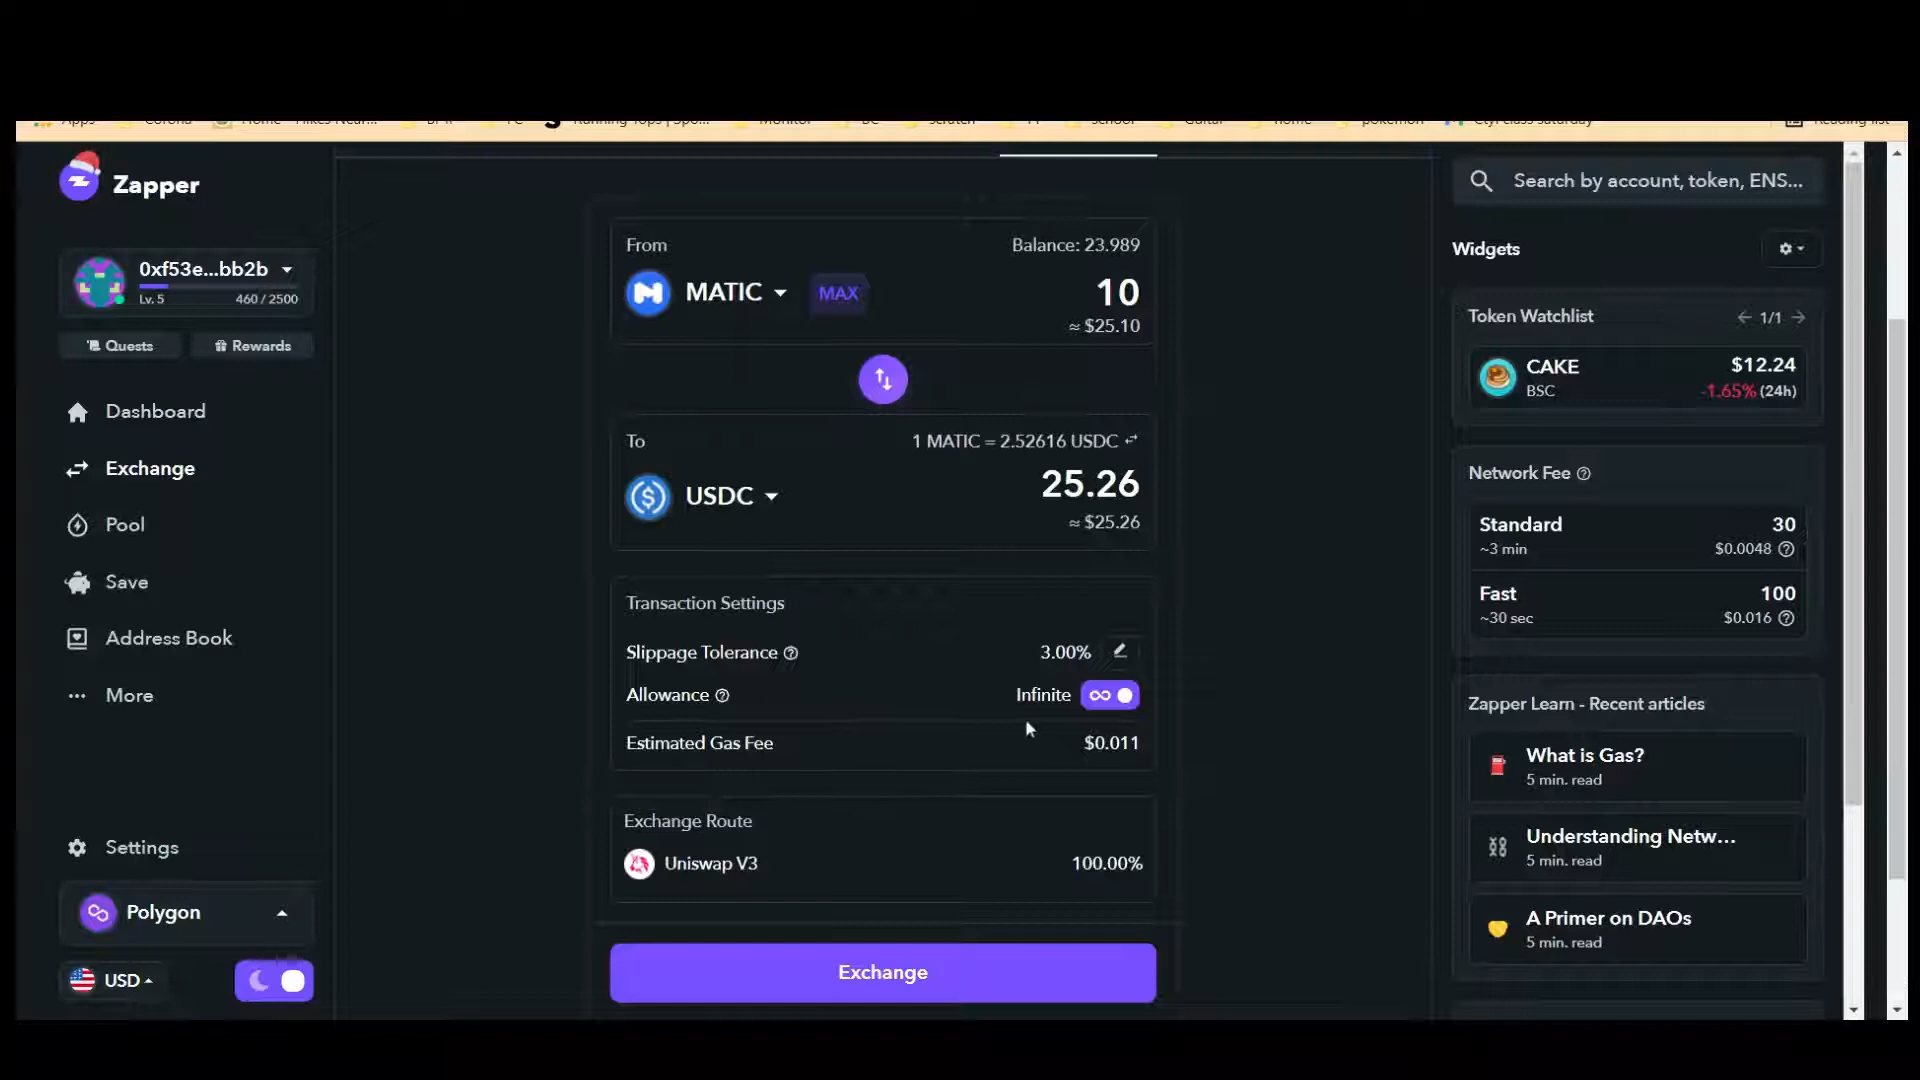 Zapper
0xf53e...bb2b
Lv. 5 460 / 2500
Quests Rewards
Dashboard
Exchange
Pool
Save
Address Book
More
Settings
Polygon
USD
From Balance: 23.989
MATIC MAX 10
≈ $25.10
To 1 MATIC = 2.52616 USDC
USDC 25.26
≈ $25.26
Transaction Settings
Slippage Tolerance 3.00%
Allowance Infinite
Estimated Gas Fee $0.011
Exchange Route
Uniswap V3 100.00%
Exchange
Search by account, token, ENS...
Widgets
Token Watchlist 1/1
CAKE $12.24
BSC -1.65% (24h)
Network Fee
Standard 30
~3 min $0.0048
Fast 100
~30 sec $0.016
Zapper Learn - Recent articles
What is Gas?
5 min. read
Understanding Netw...
5 min. read
A Primer on DAOs
5 min. read